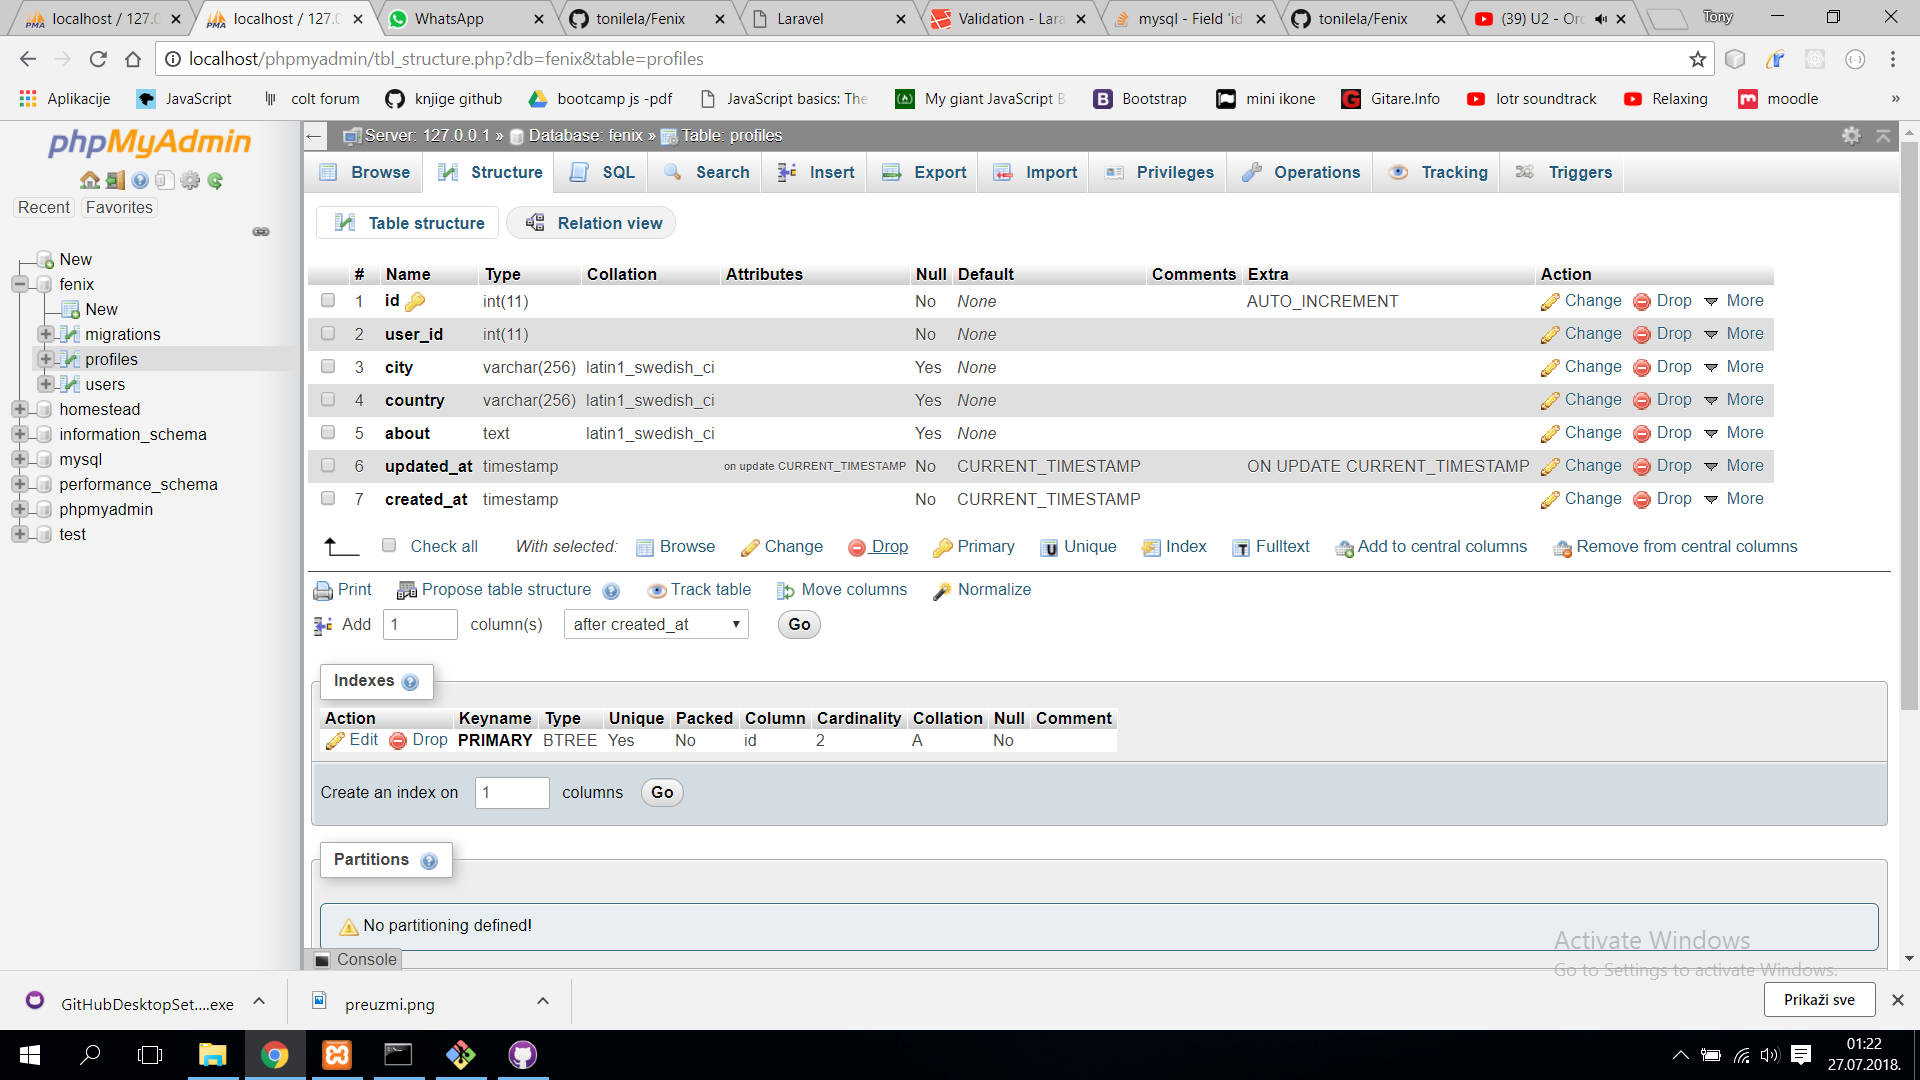 localhost / 127.0
localhost / 127.0
WhatsApp
tonilela/Fenix
Laravel
Validation - Lara
mysql - Field 'id
tonilela/Fenix
(39) U2 - Ord
Tony
localhost/phpmyadmin/tbl_structure.php?db=fenix&table=profiles
Aplikacije
JavaScript
colt forum
knjige github
bootcamp js -pdf
JavaScript basics: The
My giant JavaScript B
Bootstrap
mini ikone
Gitare.Info
lotr soundtrack
Relaxing
moodle
»
phpMyAdmin
Recent
Favorites
New
fenix
New
migrations
profiles
users
homestead
information_schema
mysql
performance_schema
phpmyadmin
test
Server: 127.0.0.1 » Database: fenix » Table: profiles
Browse Structure SQL Search Insert Export Import Privileges Operations Tracking Triggers
Table structure Relation view
# Name Type Collation Attributes Null Default Comments Extra Action
1 id int(11) No None AUTO_INCREMENT Change Drop More
2 user_id int(11) No None Change Drop More
3 city varchar(256) latin1_swedish_ci Yes None Change Drop More
4 country varchar(256) latin1_swedish_ci Yes None Change Drop More
5 about text latin1_swedish_ci Yes None Change Drop More
6 updated_at timestamp on update CURRENT_TIMESTAMP No CURRENT_TIMESTAMP ON UPDATE CURRENT_TIMESTAMP Change Drop More
7 created_at timestamp No CURRENT_TIMESTAMP Change Drop More
Check all With selected: Browse Change Drop Primary Unique Index Fulltext Add to central columns Remove from central columns
Print Propose table structure Track table Move columns Normalize
Add 1 column(s) after created_at Go
Indexes
Action Keyname Type Unique Packed Column Cardinality Collation Null Comment
Edit Drop PRIMARY BTREE Yes No id 2 A No
Create an index on 1 columns Go
Partitions
No partitioning defined!
Console
Activate Windows
Go to Settings to activate Windows.
GitHubDesktopSet....exe
preuzmi.png
Prikaži sve
01:22
27.07.2018.